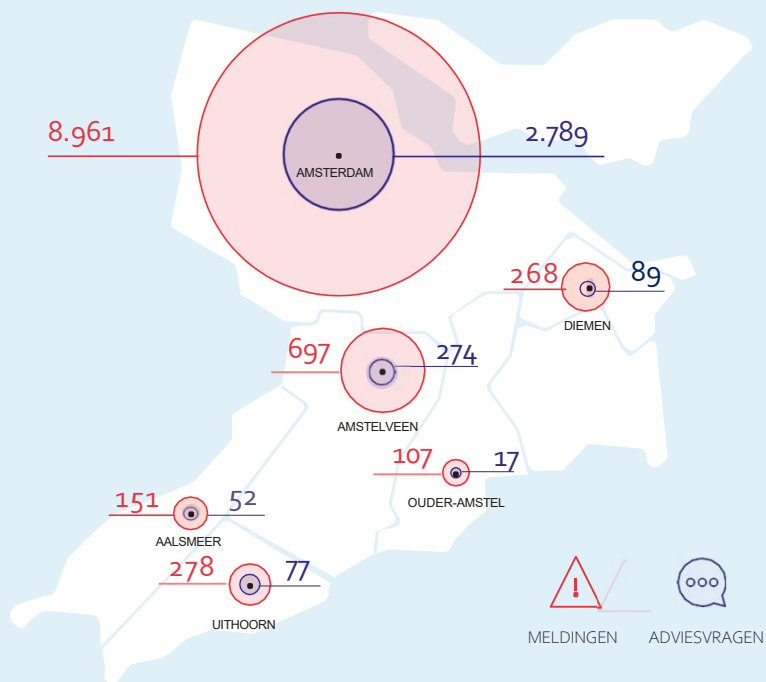 8.961
2.789
AMSTERDAM
268
89
DIEMEN
697
274
AMSTELVEEN
107
17
OUDER-AMSTEL
151
52
AALSMEER
278
77
UITHOORN
MELDINGEN
ADVIESVRAGEN